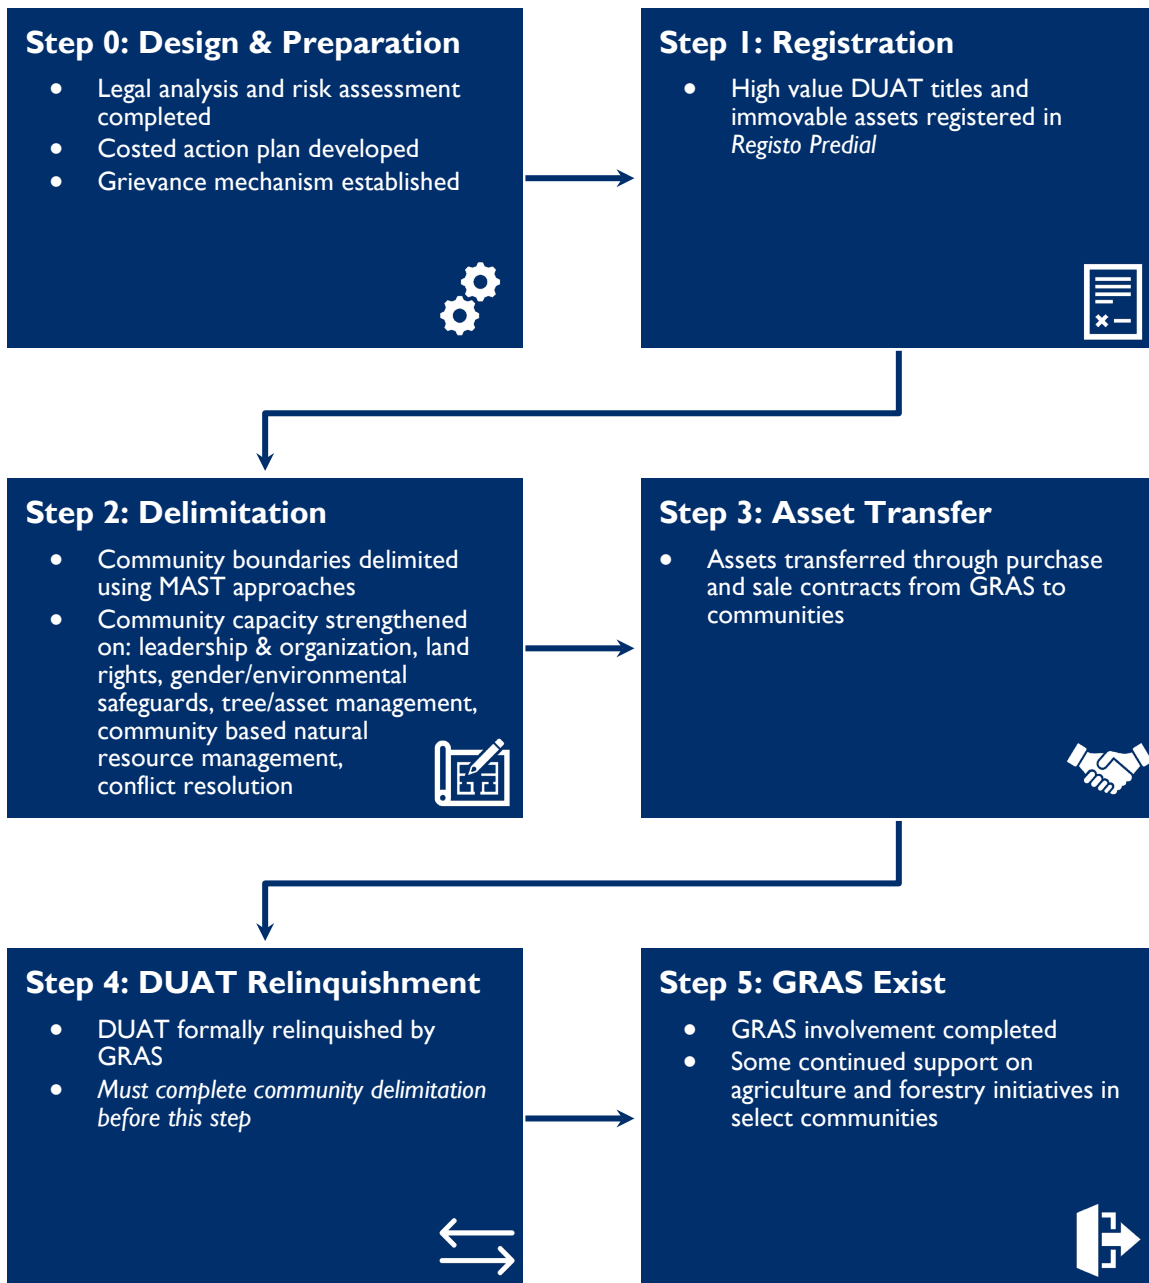 Step 0: Design & Preparation
• Legal analysis and risk assessment
completed
• Costed action plan developed
• Grievance mechanism established
Step 1: Registration
• High value DUAT titles and
immovable assets registered in
Registo Predial
Step 2: Delimitation
• Community boundaries delimited
using MAST approaches
• Community capacity strengthened
on: leadership & organization, land
rights, gender/environmental
safeguards, tree/asset management,
community based natural
resource management,
conflict resolution
Step 3: Asset Transfer
• Assets transferred through purchase
and sale contracts from GRAS to
communities
Step 4: DUAT Relinquishment
• DUAT formally relinquished by
GRAS
• Must complete community delimitation
before this step
Step 5: GRAS Exist
• GRAS involvement completed
• Some continued support on
agriculture and forestry initiatives in
select communities